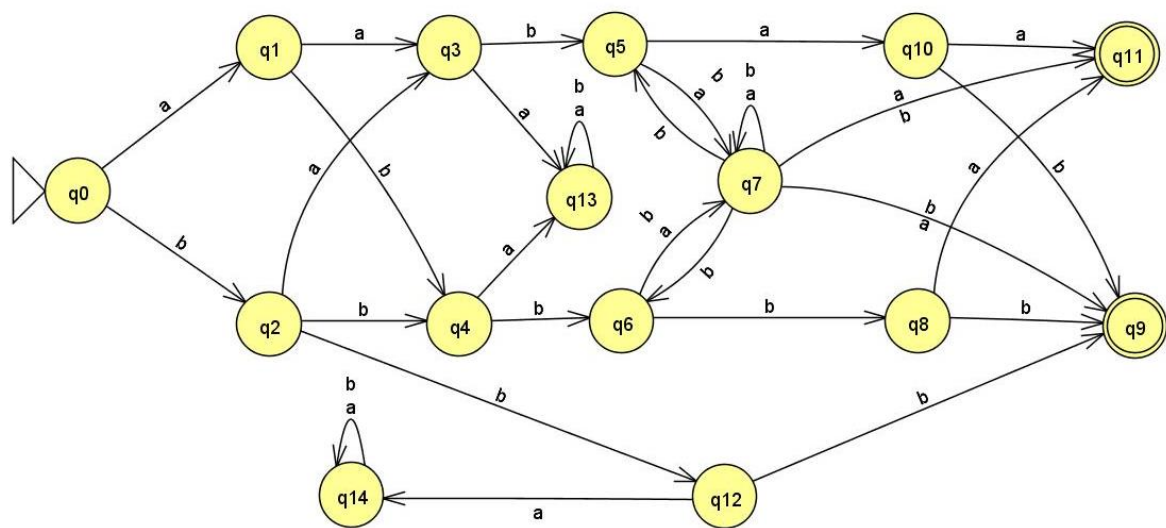 q1 a q3 b q5 a q10 a q11
a b a b a b a b a b
q0 q13 b q7 b a
b a a b b a b a b
q2 b q4 b q6 b q8 b q9
b
b a b
q14 a q12